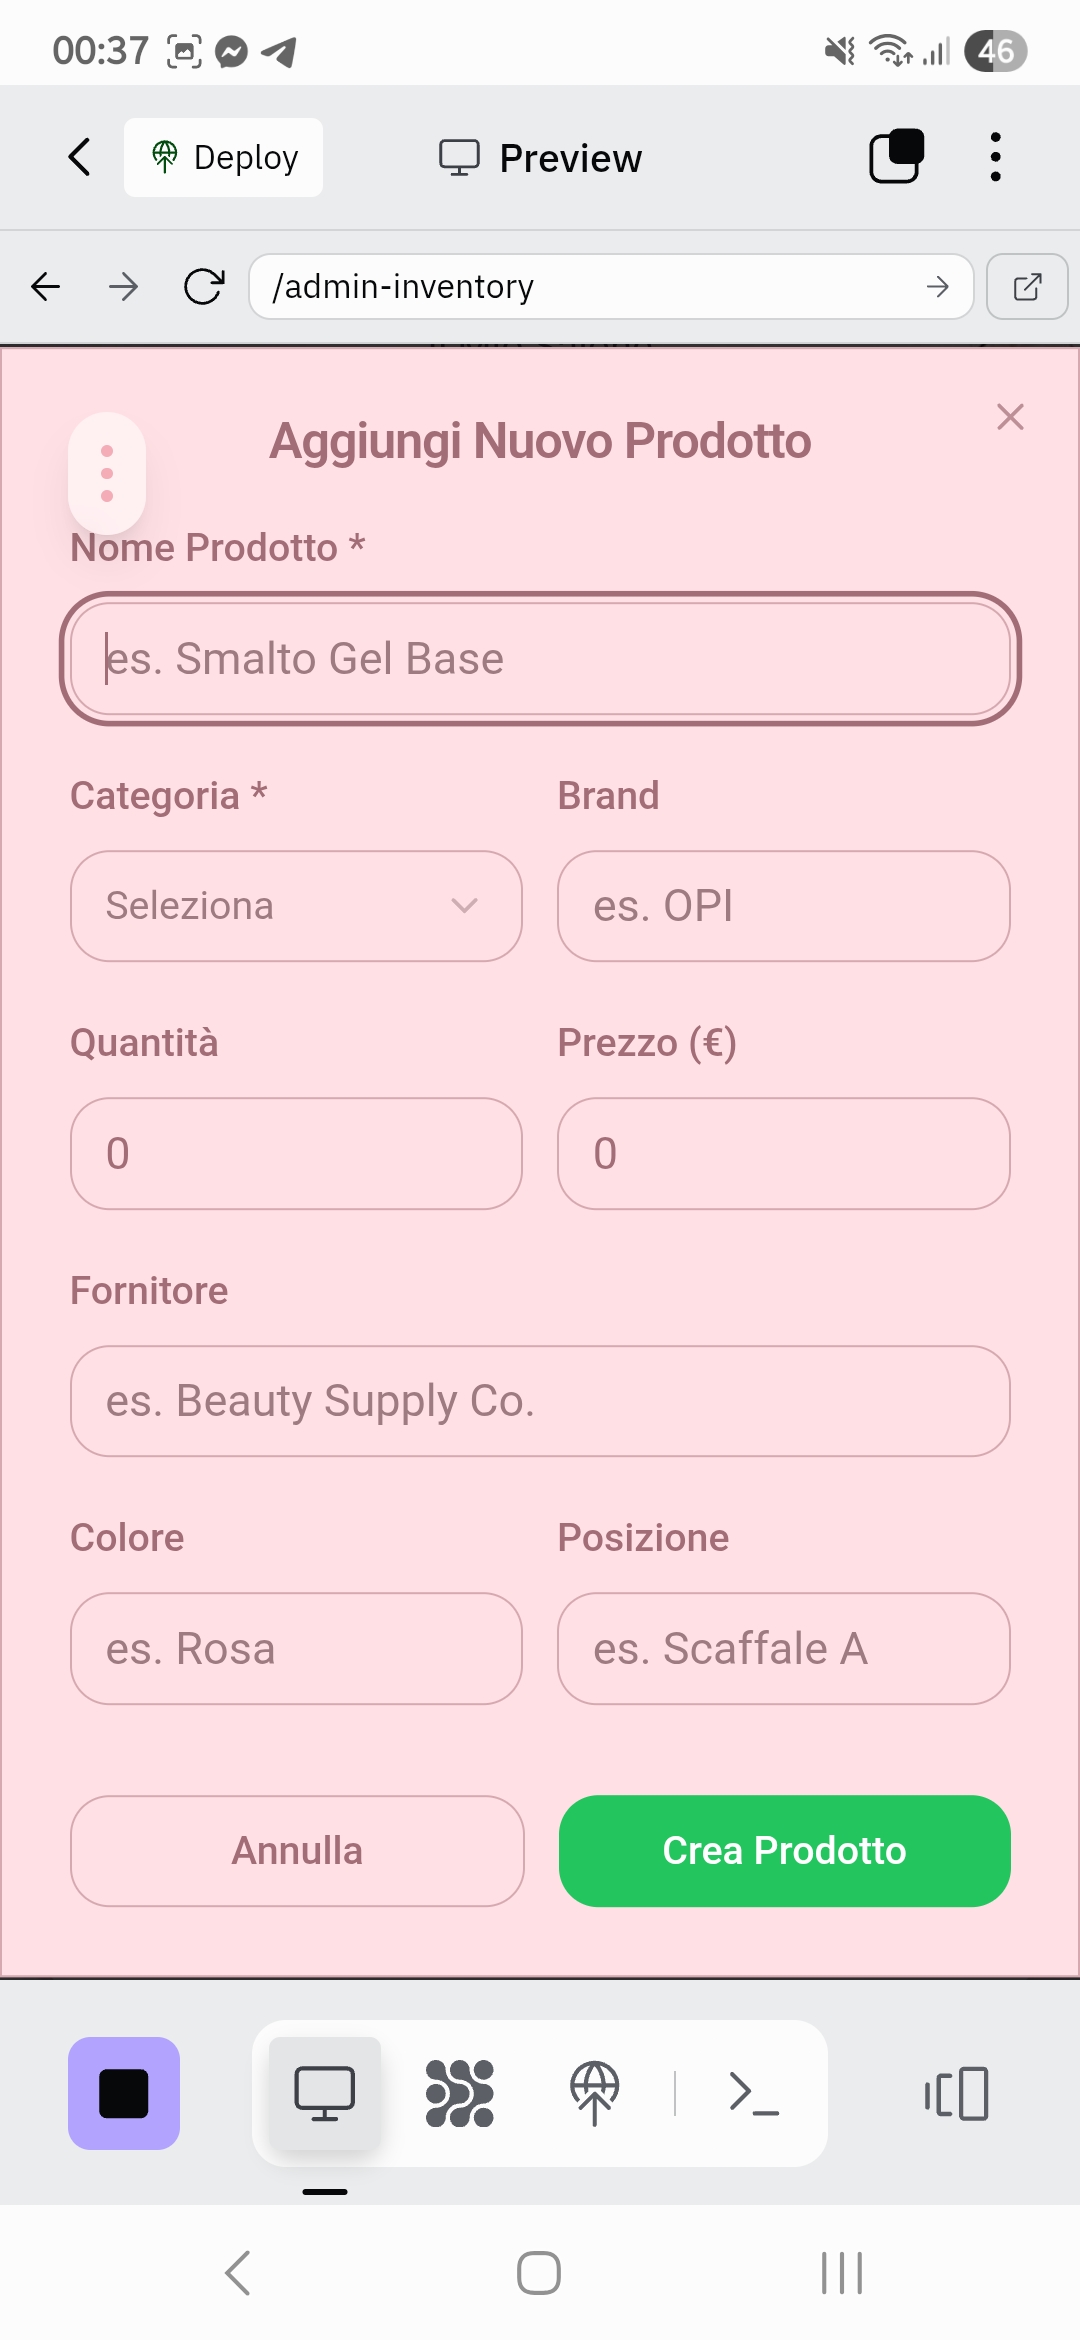 00:37
46
Deploy
Preview
/admin-inventory
Aggiungi Nuovo Prodotto
Nome Prodotto *
es. Smalto Gel Base
Categoria * Brand
Seleziona es. OPI
Quantità Prezzo (€)
0 0
Fornitore
es. Beauty Supply Co.
Colore Posizione
es. Rosa es. Scaffale A
Annulla Crea Prodotto